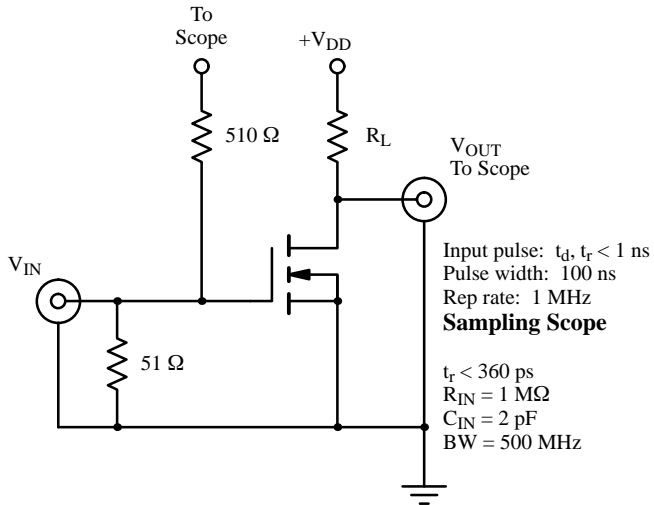 To
Scope
+VDD
510 Ω
RL
VOUT
To Scope
VIN
Input pulse: td, tr < 1 ns
Pulse width: 100 ns
Rep rate: 1 MHz
Sampling Scope
51 Ω
tr < 360 ps
RIN = 1 MΩ
CIN = 2 pF
BW = 500 MHz